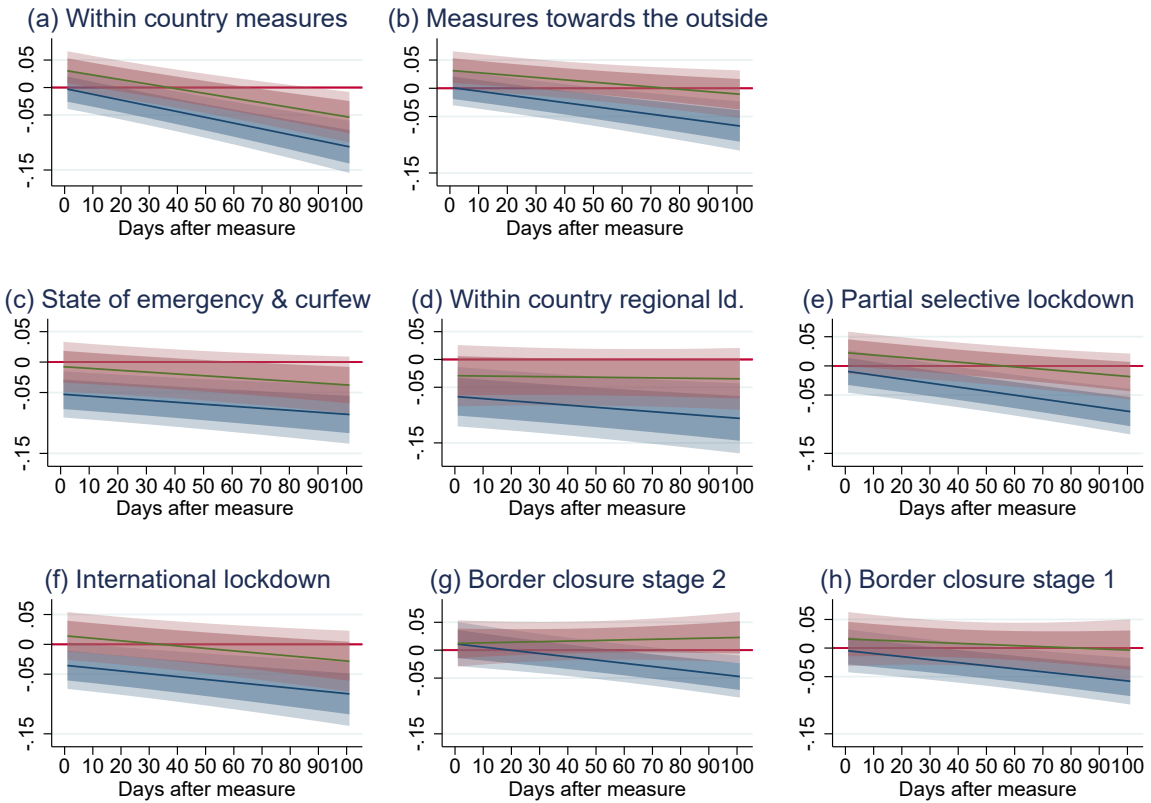 (a) Within country measures
.05
0
-.05
-.15
0 10 20 30 40 50 60 70 80 90100
Days after measure
(b) Measures towards the outside
.05
0
-.05
-.15
0 10 20 30 40 50 60 70 80 90100
Days after measure
(c) State of emergency & curfew
.05
0
-.05
-.15
0 10 20 30 40 50 60 70 80 90100
Days after measure
(d) Within country regional ld.
.05
0
-.05
-.15
0 10 20 30 40 50 60 70 80 90100
Days after measure
(e) Partial selective lockdown
.05
0
-.05
-.15
0 10 20 30 40 50 60 70 80 90100
Days after measure
(f) International lockdown
.05
0
-.05
-.15
0 10 20 30 40 50 60 70 80 90100
Days after measure
(g) Border closure stage 2
.05
0
-.05
-.15
0 10 20 30 40 50 60 70 80 90100
Days after measure
(h) Border closure stage 1
.05
0
-.05
-.15
0 10 20 30 40 50 60 70 80 90100
Days after measure